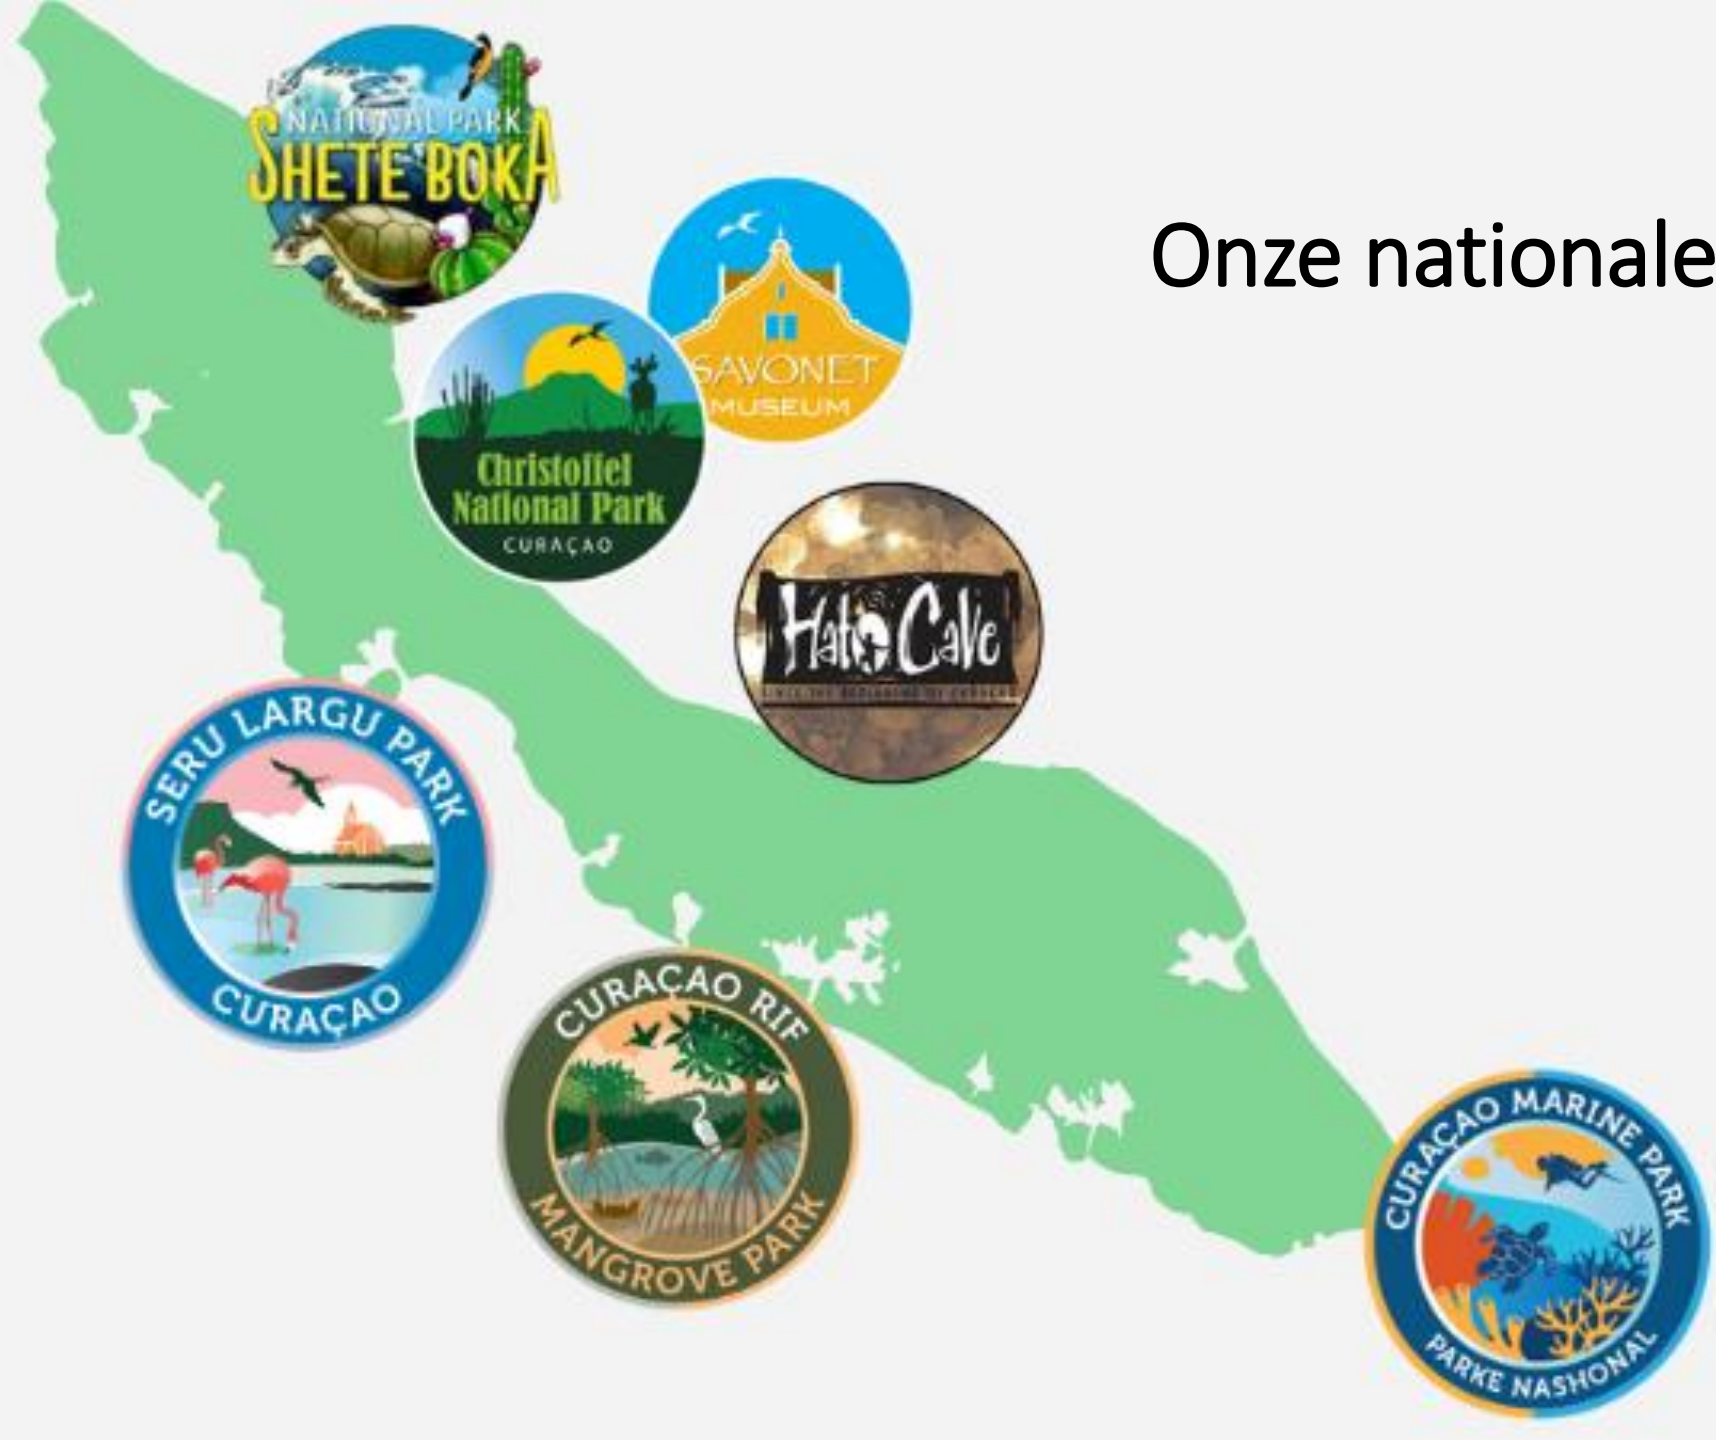 NATIONAL PARK
SHETE BOKA
Onze nationale
SAVONET
MUSEUM
Christoffel
National Park
CURAÇAO
Hato Cave
SERU LARGU PARK
CURAÇAO
CURAÇAO RIF
MANGROVE PARK
CURAÇAO MARINE PARK
PARKE NASHONAL